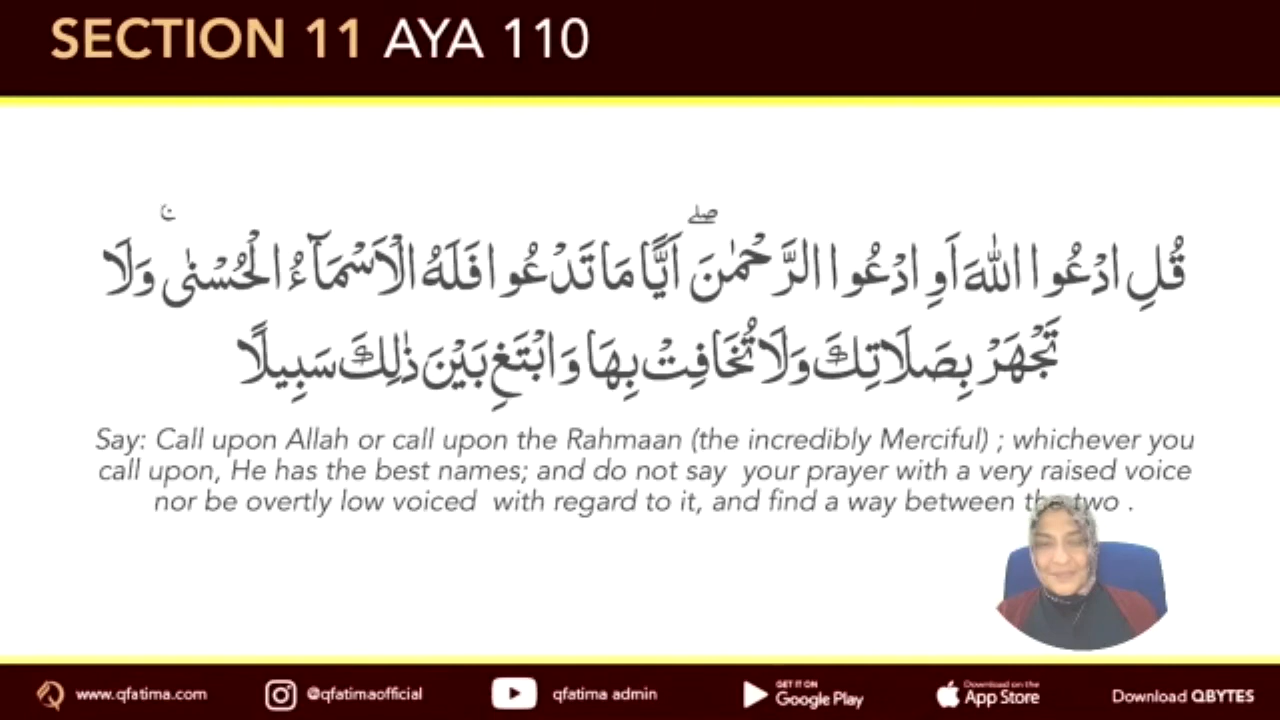 SECTION 11 AYA 110
قُلِ ادْعُوا اللّٰهَ اَوِ ادْعُوا الرَّحْمٰنَ ۖ اَيًّا مَا تَدْعُوا فَلَهُ الْاَسْمَآءُ الْحُسْنٰى ۚ وَلَا
تَجْهَرْ بِصَلَاتِكَ وَلَا تُخَافِتْ بِهَا وَابْتَغِ بَيْنَ ذٰلِكَ سَبِيلًا
Say: Call upon Allah or call upon the Rahmaan (the incredibly Merciful) ; whichever you
call upon, He has the best names; and do not say your prayer with a very raised voice
nor be overtly low voiced with regard to it, and find a way between the two .
www.qfatima.com @qfatimaofficial qfatima admin GET IT ON Google Play Download on the App Store Download QBYTES